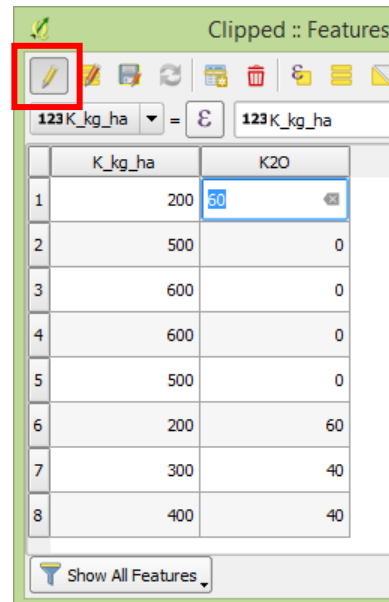 Clipped :: Features
123 K_kg_ha = ε 123 K_kg_ha
K_kg_ha K2O
1 200 60
2 500 0
3 600 0
4 600 0
5 500 0
6 200 60
7 300 40
8 400 40
Show All Features